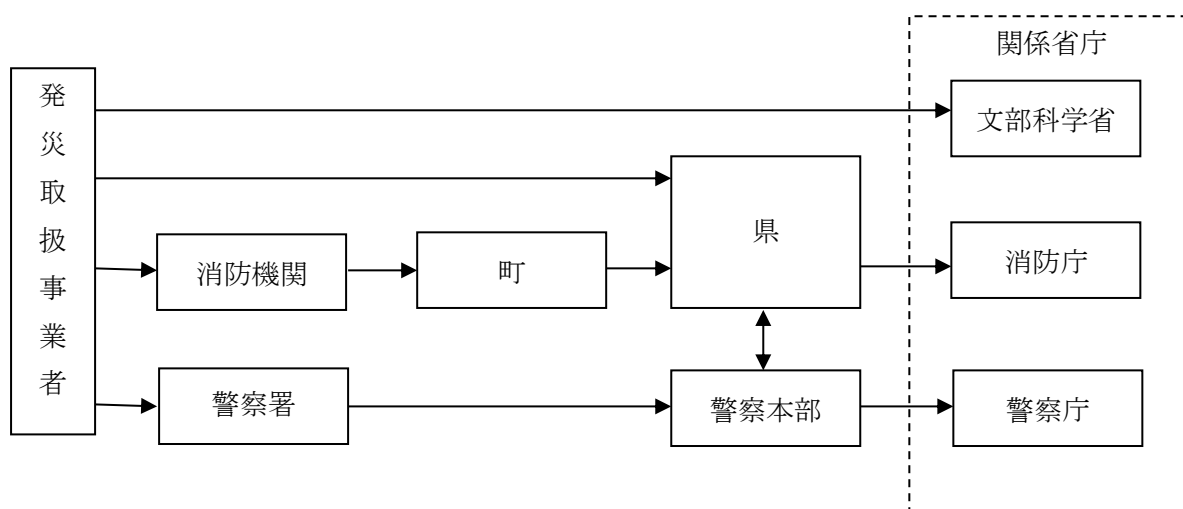 関係省庁
発災取扱事業者
文部科学省
県
消防機関
町
消防庁
警察署
警察本部
警察庁